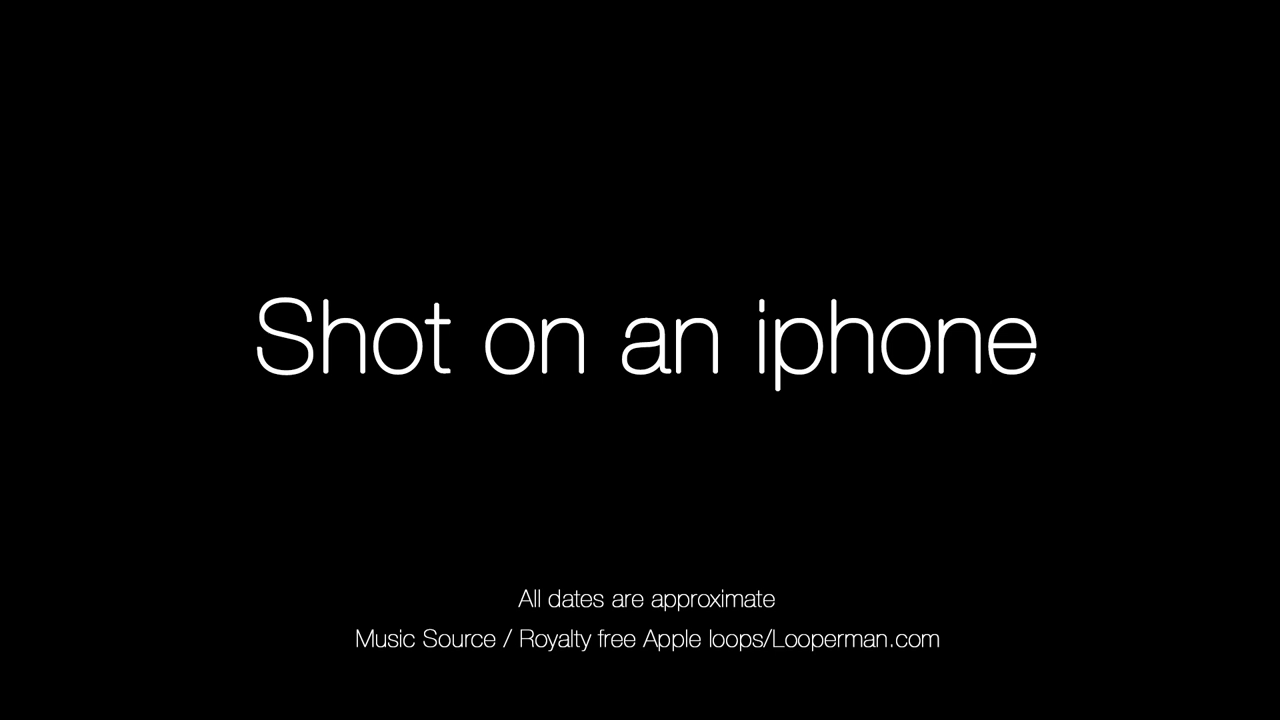 Shot on an iphone
All dates are approximate
Music Source / Royalty free Apple loops/Looperman.com